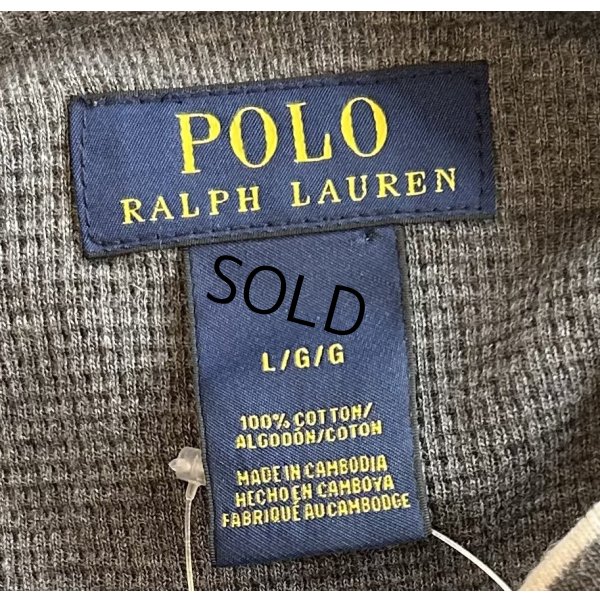 POLO
RALPH LAUREN
SOLD
L/G/G
100% COTTON/
ALGODÓN/COTON
MADE IN CAMBODIA
HECHO EN CAMBOYA
FABRIQUÉ AU CAMBODGE